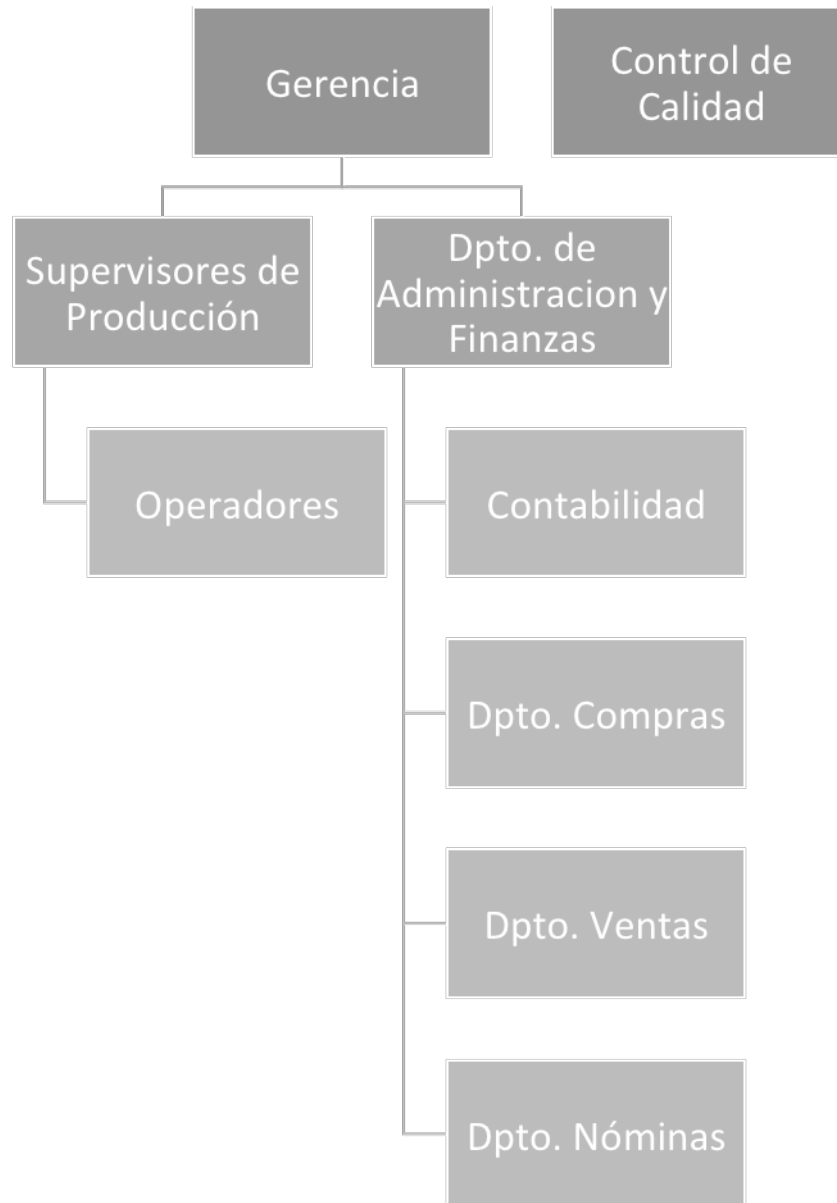 Gerencia
Control de
Calidad
Supervisores de
Producción
Dpto. de
Administracion y
Finanzas
Operadores
Contabilidad
Dpto. Compras
Dpto. Ventas
Dpto. Nóminas